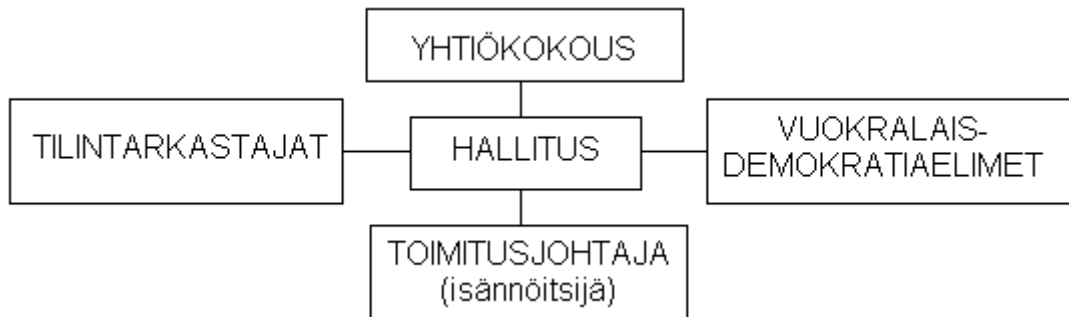 YHTIÖKOKOUS
TILINTARKASTAJAT
HALLITUS
VUOKRALAIS-
DEMOKRATIAELIMET
TOIMITUSJOHTAJA
(isännöitsijä)